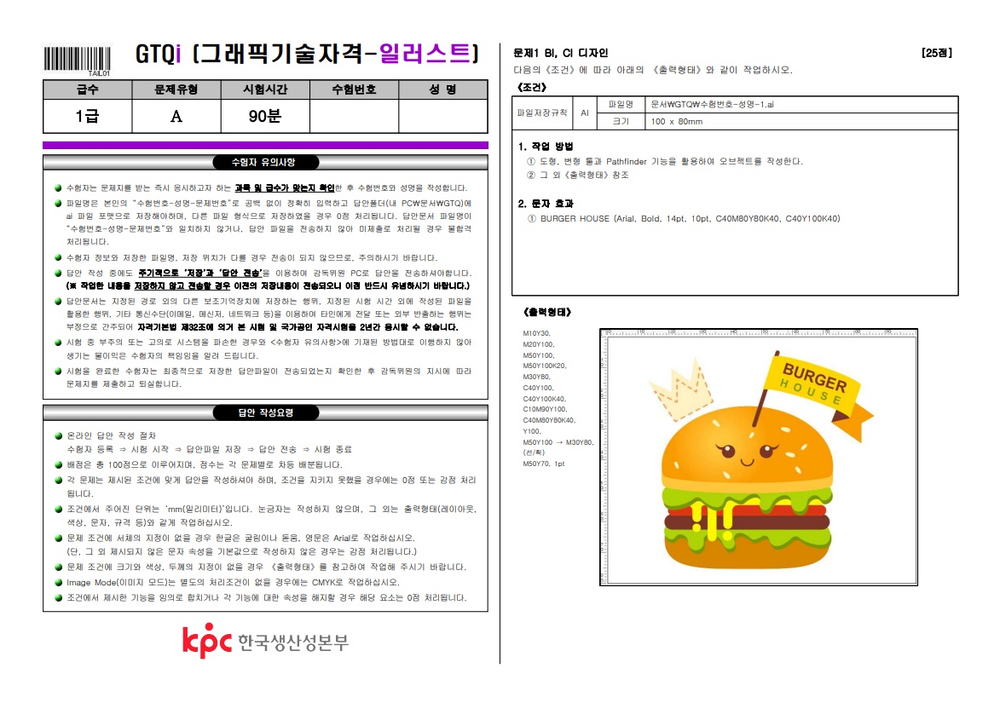 TAIL01
GTQi (그래픽기술자격-일러스트)
급수 문제유형 시험시간 수험번호 성 명
1급 A 90분
수험자 유의사항
수험자는 문제지를 받는 즉시 응시하고자 하는 과목 및 급수가 맞는지 확인한 후 수험번호와 성명을 작성합니다.
파일명은 본인의 “수험번호-성명-문제번호”로 공백 없이 정확히 입력하고 답안폴더(내 PC₩문서₩GTQ)에
ai 파일 포맷으로 저장해야하며, 다른 파일 형식으로 저장하였을 경우 0점 처리됩니다. 답안문서 파일명이
“수험번호-성명-문제번호”와 일치하지 않거나, 답안 파일을 전송하지 않아 미제출로 처리될 경우 불합격
처리됩니다.
수험자 정보와 저장한 파일명, 저장 위치가 다를 경우 전송이 되지 않으므로, 주의하시기 바랍니다.
답안 작성 중에도 주기적으로 ‘저장’과 ‘답안 전송’을 이용하여 감독위원 PC로 답안을 전송하셔야합니다.
(※ 작업한 내용을 저장하지 않고 전송할 경우 이전의 저장내용이 전송되오니 이점 반드시 유념하시기 바랍니다.)
답안문서는 지정된 경로 외의 다른 보조기억장치에 저장하는 행위, 지정된 시험 시간 외에 작성된 파일을
활용한 행위, 기타 통신수단(이메일, 메신저, 네트워크 등)을 이용하여 타인에게 전달 또는 외부 반출하는 행위는
부정으로 간주되어 자격기본법 제32조에 의거 본 시험 및 국가공인 자격시험을 2년간 응시할 수 없습니다.
시험 중 부주의 또는 고의로 시스템을 파손한 경우와 <수험자 유의사항>에 기재된 방법대로 이행하지 않아
생기는 불이익은 수험자의 책임임을 알려 드립니다.
시험을 완료한 수험자는 최종적으로 저장한 답안파일이 전송되었는지 확인한 후 감독위원의 지시에 따라
문제지를 제출하고 퇴실합니다.
답안 작성요령
온라인 답안 작성 절차
수험자 등록 ⇒ 시험 시작 ⇒ 답안파일 저장 ⇒ 답안 전송 ⇒ 시험 종료
배점은 총 100점으로 이루어지며, 점수는 각 문제별로 차등 배분됩니다.
각 문제는 제시된 조건에 맞게 답안을 작성하셔야 하며, 조건을 지키지 못했을 경우에는 0점 또는 감점 처리
됩니다.
조건에서 주어진 단위는 ‘mm(밀리미터)’입니다. 눈금자는 작성하지 않으며, 그 외는 출력형태(레이아웃,
색상, 문자, 규격 등)와 같게 작업하십시오.
문제 조건에 서체의 지정이 없을 경우 한글은 굴림이나 돋움, 영문은 Arial로 작업하십시오.
(단, 그 외 제시되지 않은 문자 속성을 기본값으로 작성하지 않은 경우는 감점 처리됩니다.)
문제 조건에 크기와 색상, 두께의 지정이 없을 경우 《출력형태》를 참고하여 작업해 주시기 바랍니다.
Image Mode(이미지 모드)는 별도의 처리조건이 없을 경우에는 CMYK로 작업하십시오.
조건에서 제시한 기능을 임의로 합치거나 각 기능에 대한 속성을 해지할 경우 해당 요소는 0점 처리됩니다.
kpc 한국생산성본부
문제1 BI, CI 디자인 [25점]
다음의《조건》에 따라 아래의 《출력형태》와 같이 작업하시오.
《조건》
파일저장규칙 AI 파일명 문서₩GTQ₩수험번호-성명-1.ai
크기 100 x 80mm
1. 작업 방법
① 도형, 변형 툴과 Pathfinder 기능을 활용하여 오브젝트를 작성한다.
② 그 외《출력형태》참조
2. 문자 효과
① BURGER HOUSE (Arial, Bold, 14pt, 10pt, C40M80Y80K40, C40Y100K40)
《출력형태》
M10Y30,
M20Y100,
M50Y100,
M50Y100K20,
M30Y80,
C40Y100,
C40Y100K40,
C10M90Y100,
C40M80Y80K40,
Y100,
M50Y100 → M30Y80,
(선/획)
M50Y70, 1pt
BURGER
HOUSE